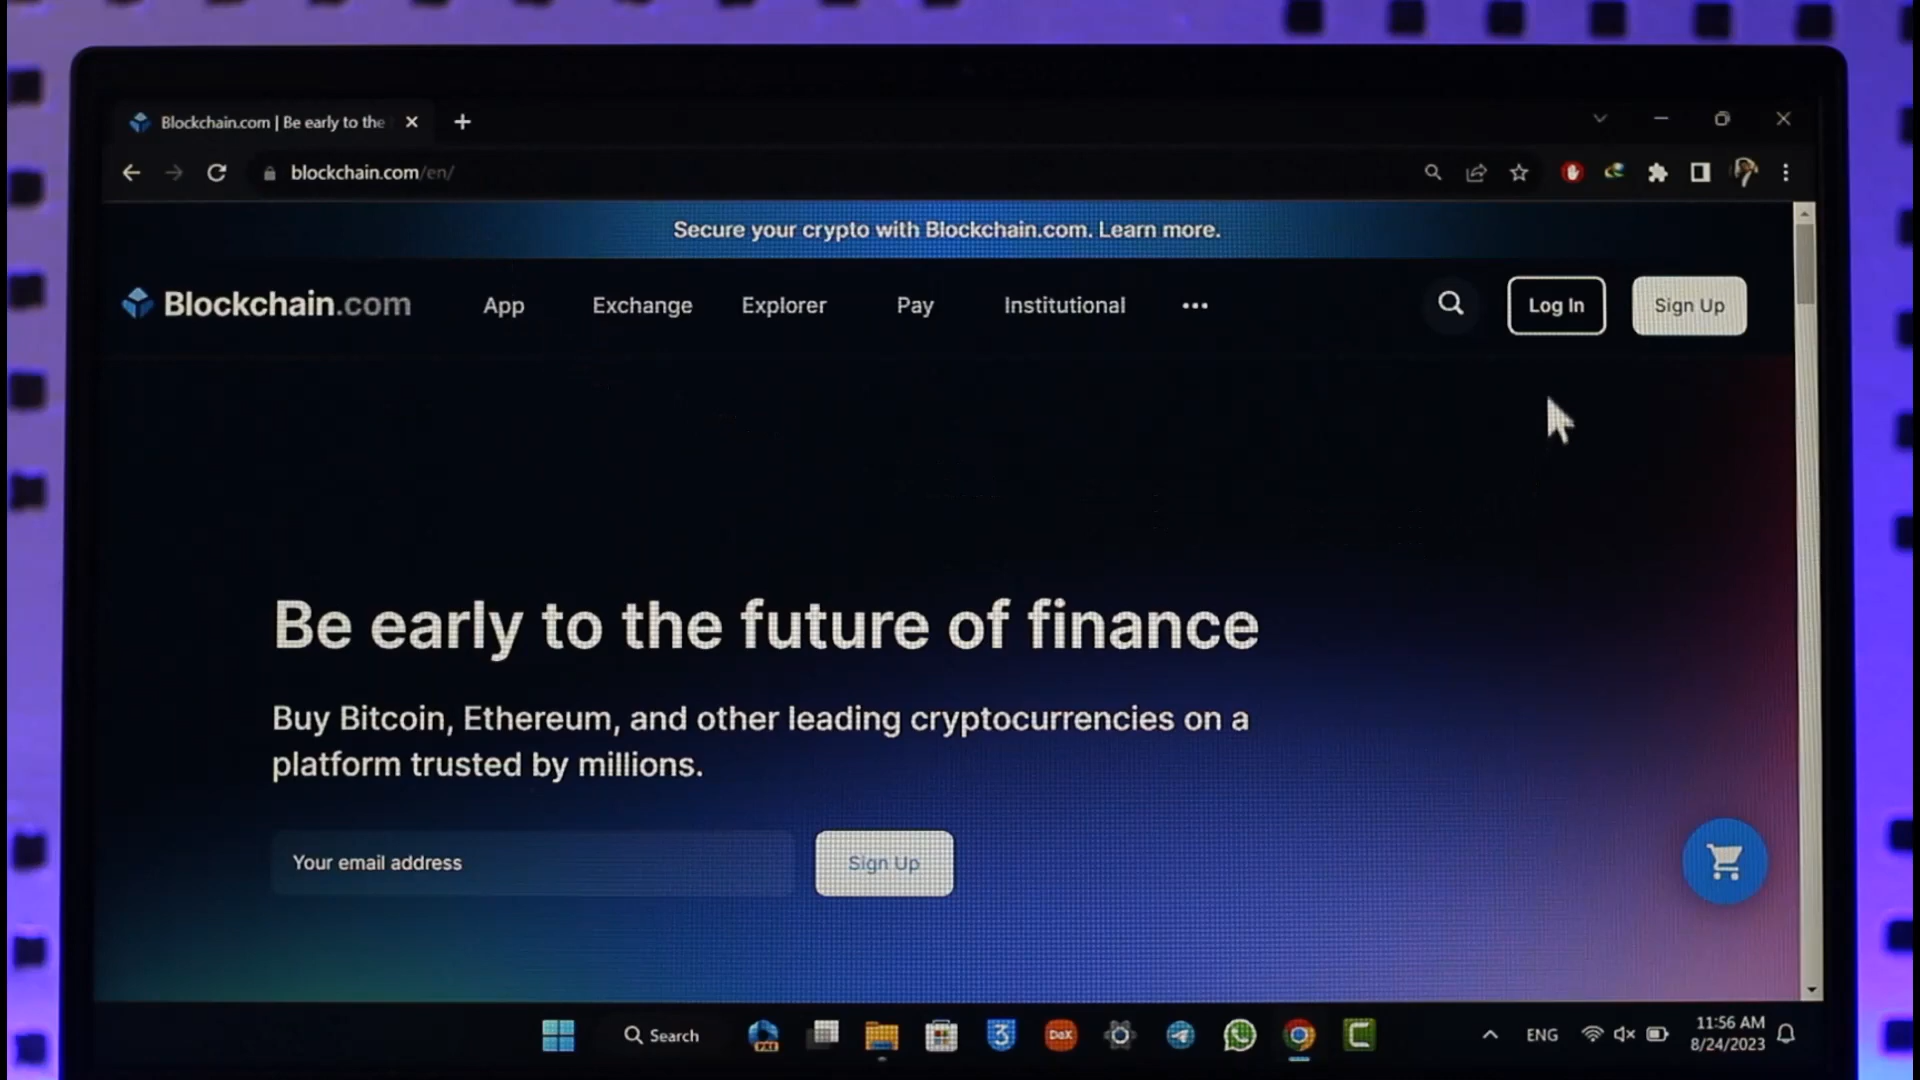 Blockchain.com | Be early to the
blockchain.com/en/
Secure your crypto with Blockchain.com. Learn more.
Blockchain.com
App
Exchange
Explorer
Pay
Institutional
Log In
Sign Up
Be early to the future of finance
Buy Bitcoin, Ethereum, and other leading cryptocurrencies on a
platform trusted by millions.
Your email address
Sign Up
Search
PRE
3
DeX
ENG
11:56 AM
8/24/2023